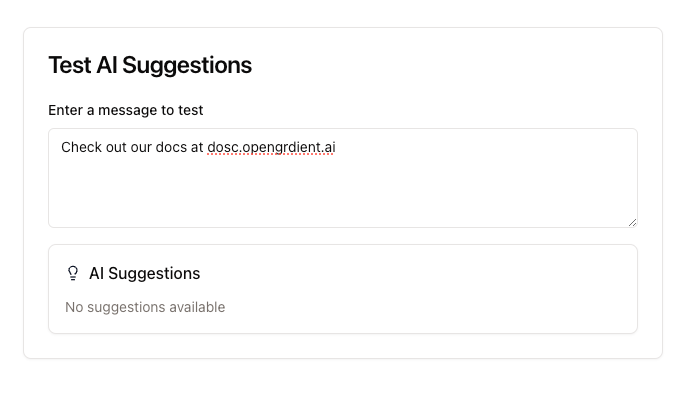 Test AI Suggestions
Enter a message to test
Check out our docs at dosc.opengrdient.ai
AI Suggestions
No suggestions available